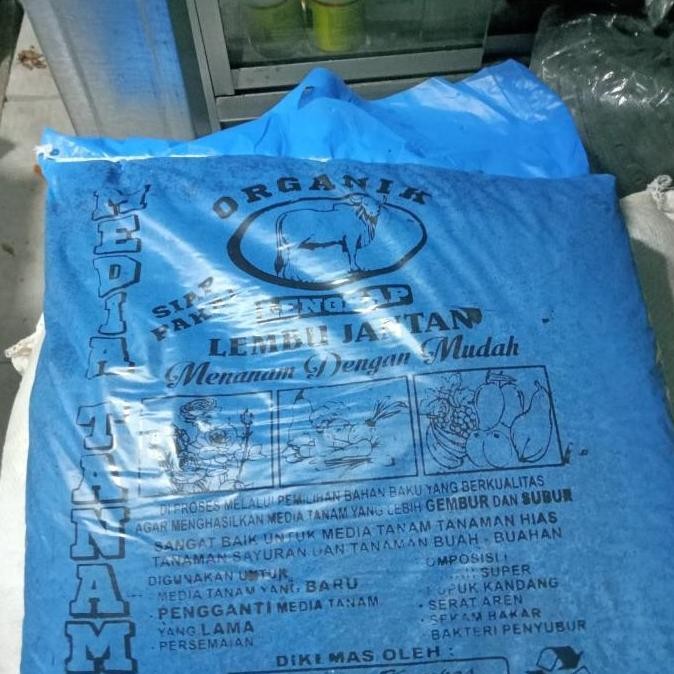 MEDIA TANAM
ORGANIK
SIAP
PAKAI
LENGKAP
LEMBU JANTAN
Menanam Dengan Mudah
DI PROSES MELALUI PEMILIHAN BAHAN BAKU YANG BERKUALITAS
AGAR MENGHASILKAN MEDIA TANAM YANG LEBIH GEMBUR DAN SUBUR
SANGAT BAIK UNTUK MEDIA TANAM TANAMAN HIAS
TANAMAN SAYURAN DAN TANAMAN BUAH - BUAHAN
DIGUNAKAN UNTUK
- MEDIA TANAM YANG BARU
- PENGGANTI MEDIA TANAM
YANG LAMA
- PERSEMAIAN
OMPOSISI :
SUPER
PUK KANDANG
- SERAT AREN
- SEKAM BAKAR
- BAKTERI PENYUBUR
DIKEMAS OLEH :